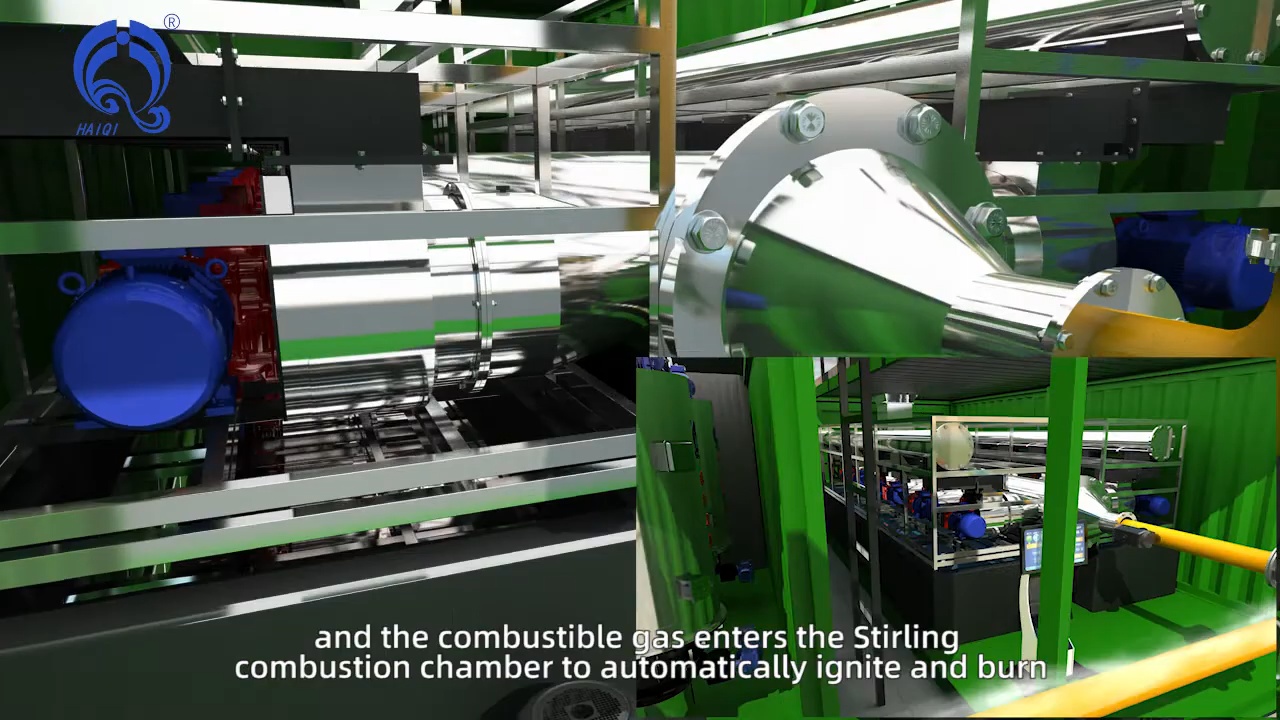 ®
HAIQI
and the combustible gas enters the Stirling
combustion chamber to automatically ignite and burn